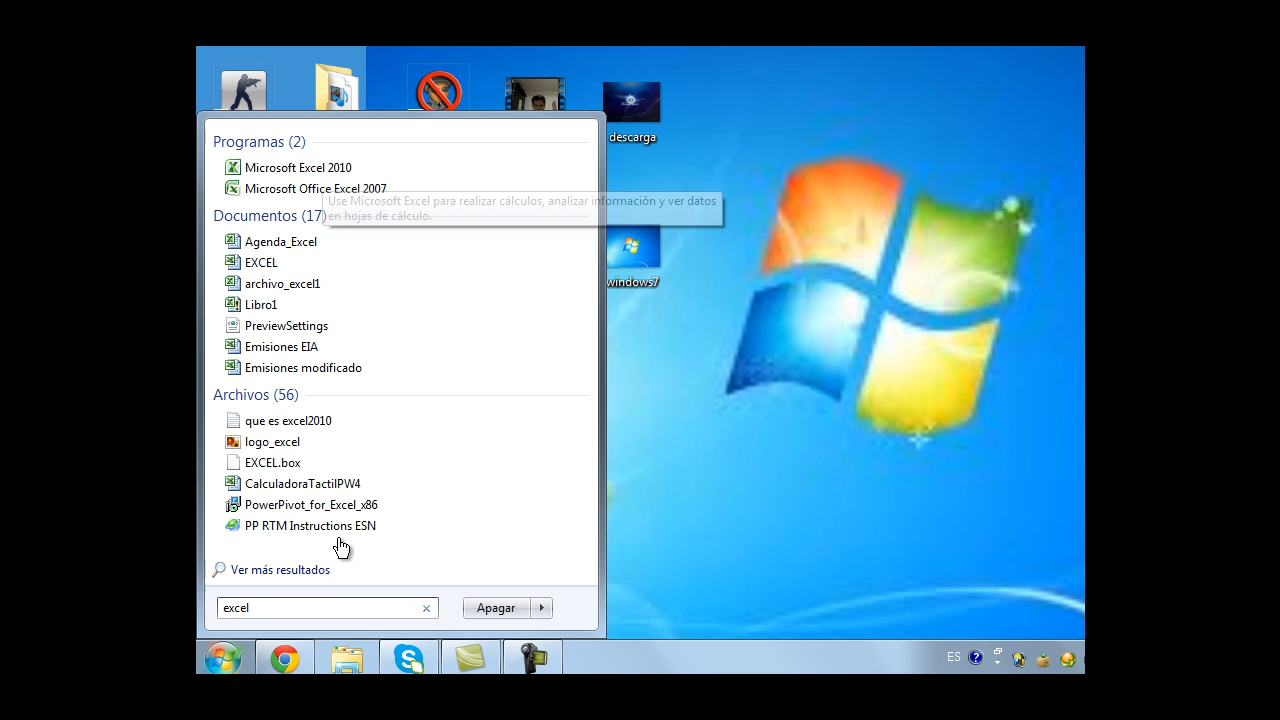 descarga
windows7
Programas (2)
Microsoft Excel 2010
Microsoft Office Excel 2007
Use Microsoft Excel para realizar cálculos, analizar información y ver datos
en hojas de cálculo.
Documentos (17)
Agenda_Excel
EXCEL
archivo_excel1
Libro1
PreviewSettings
Emisiones EIA
Emisiones modificado
Archivos (56)
que es excel2010
logo_excel
EXCEL.box
CalculadoraTactilPW4
PowerPivot_for_Excel_x86
PP RTM Instructions ESN
Ver más resultados
excel
Apagar
ES